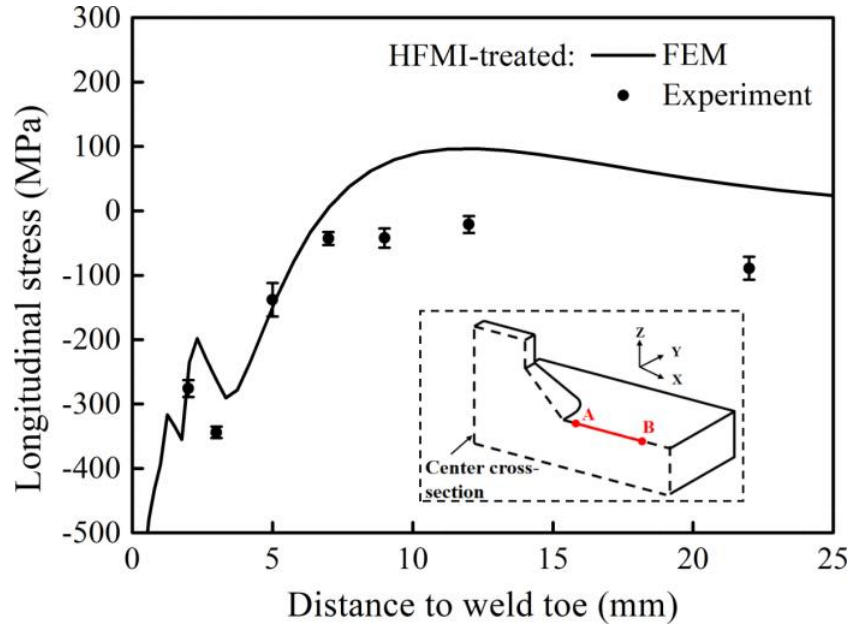 300
200
100
0
-100
-200
-300
-400
-500
Longitudinal stress (MPa)
HFMI-treated: FEM
Experiment
Z
Y
X
A
B
Center cross-
section
0 5 10 15 20 25
Distance to weld toe (mm)